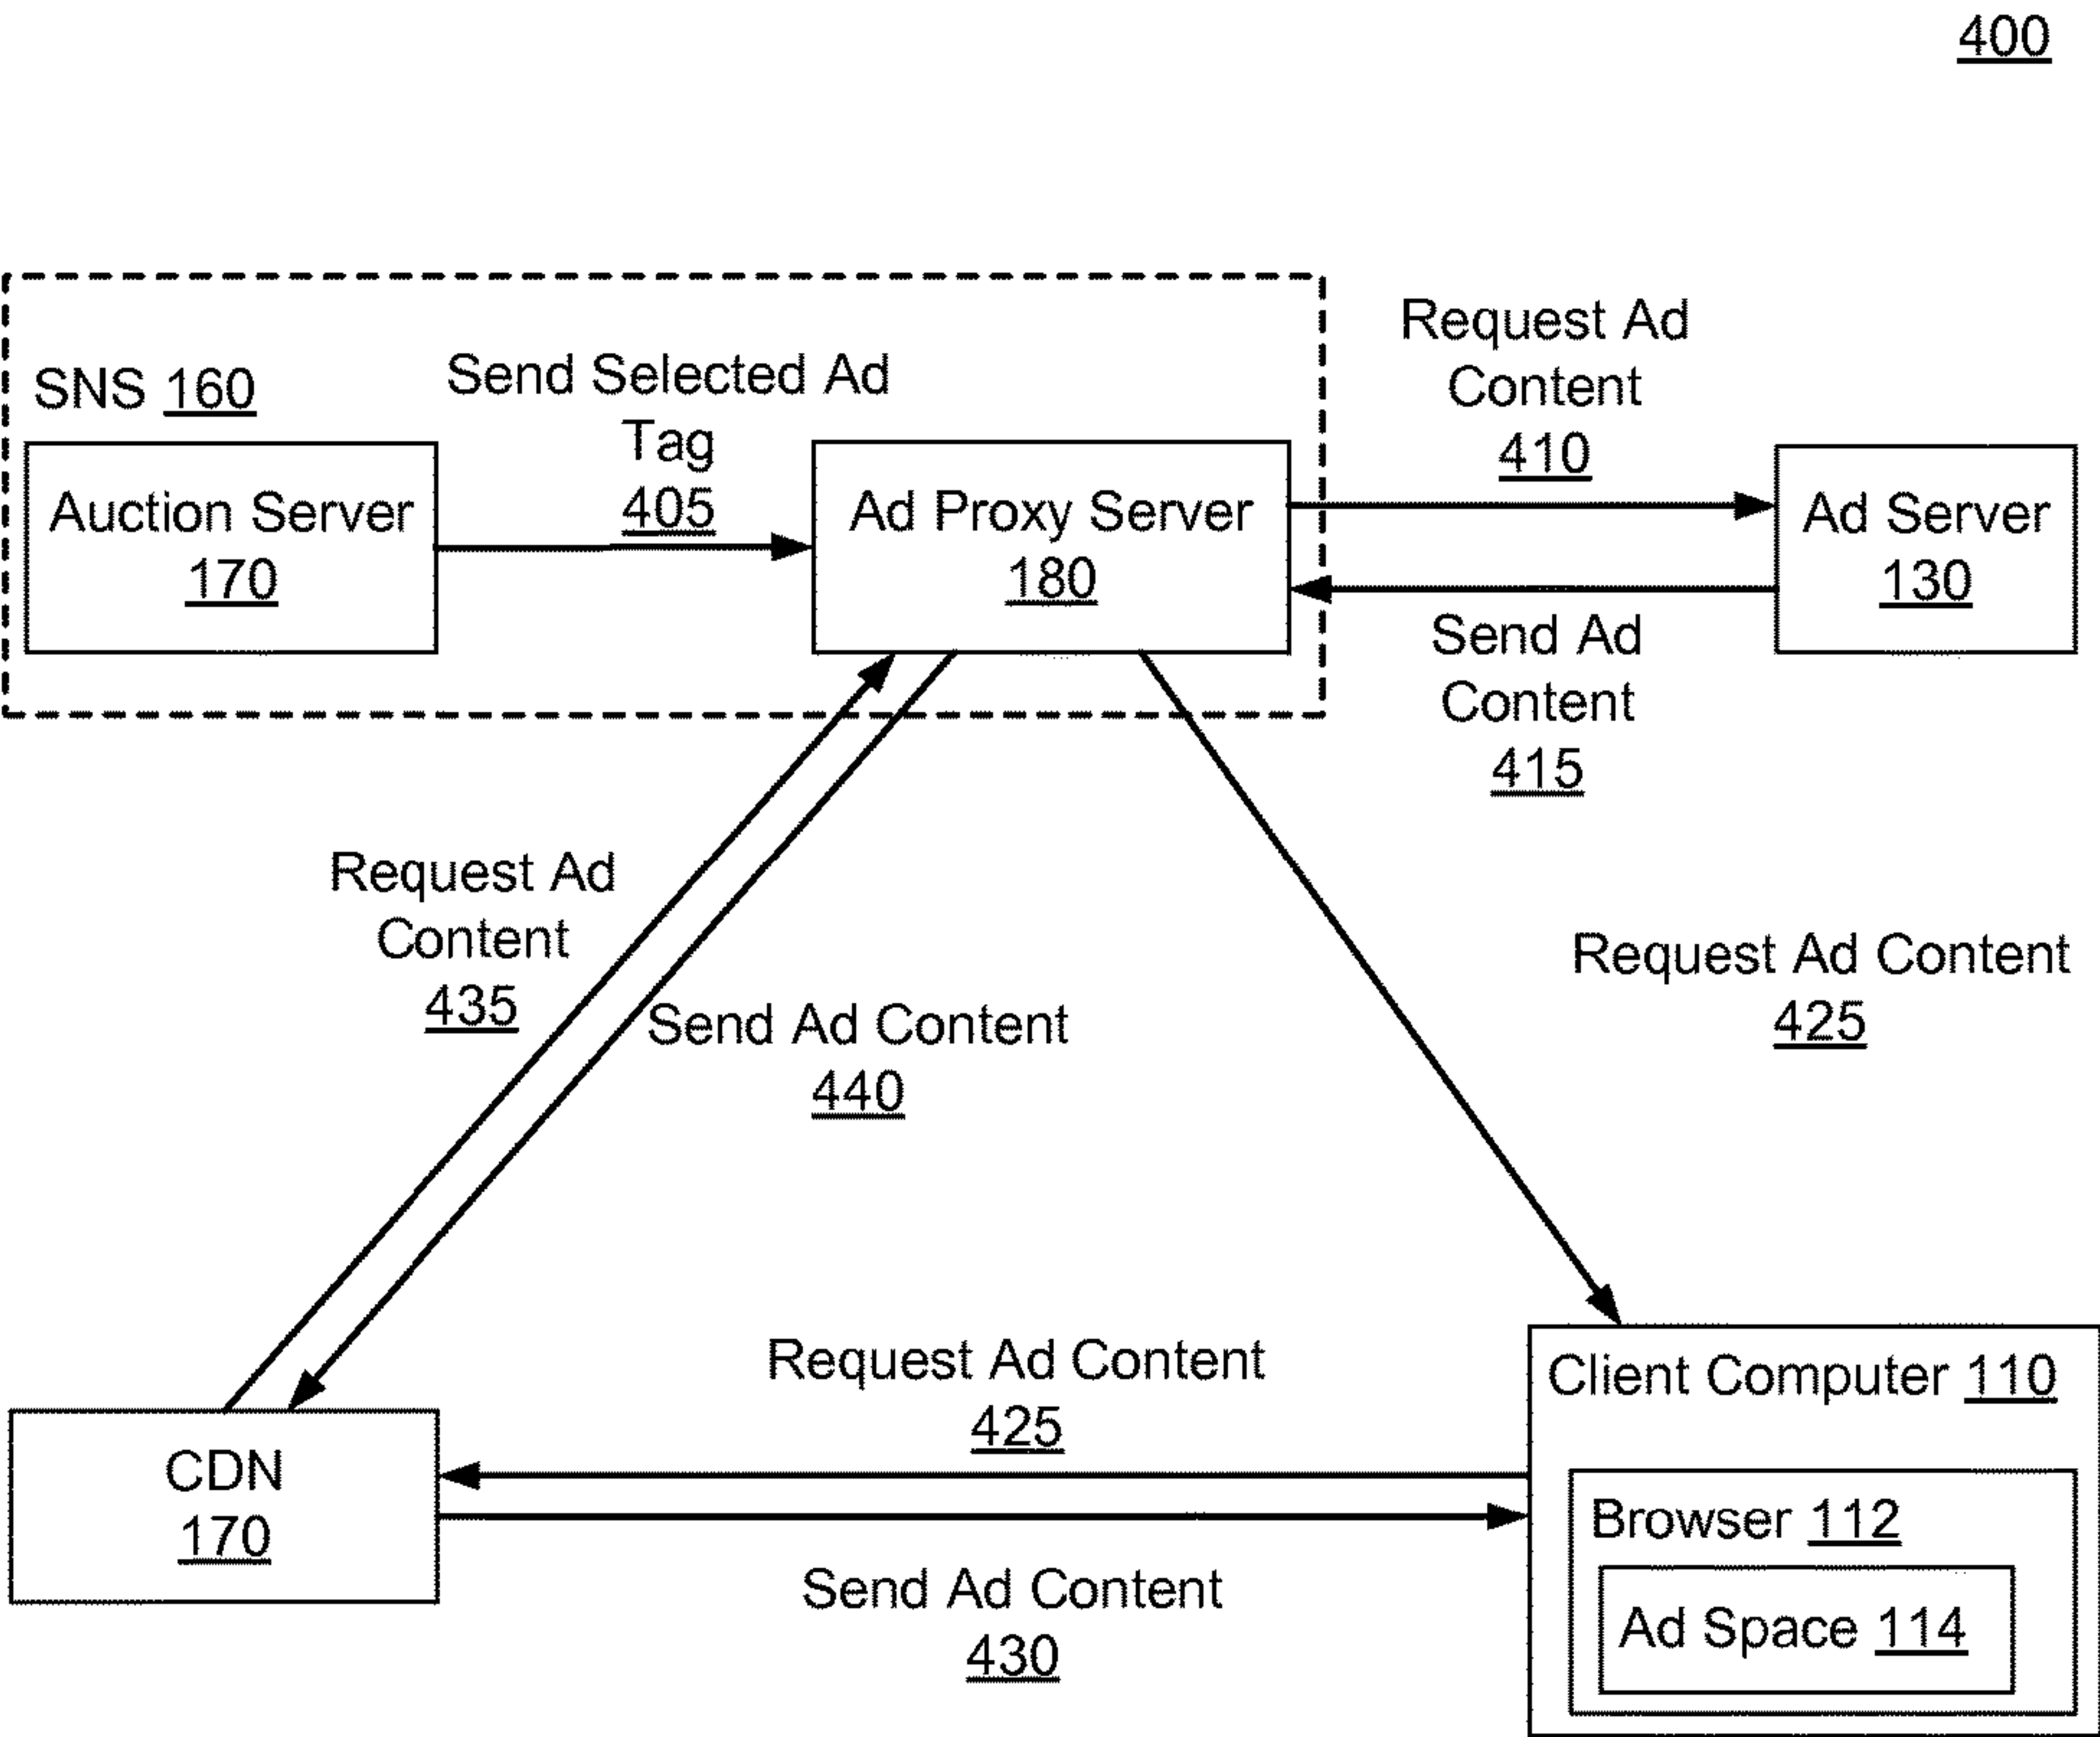 400
SNS 160
Send Selected Ad
Tag
405
Request Ad
Content
410
Auction Server
170
Ad Proxy Server
180
Ad Server
130
Send Ad
Content
415
Request Ad
Content
435
Send Ad Content
440
Request Ad Content
425
Request Ad Content
425
CDN
170
Send Ad Content
430
Client Computer 110
Browser 112
Ad Space 114